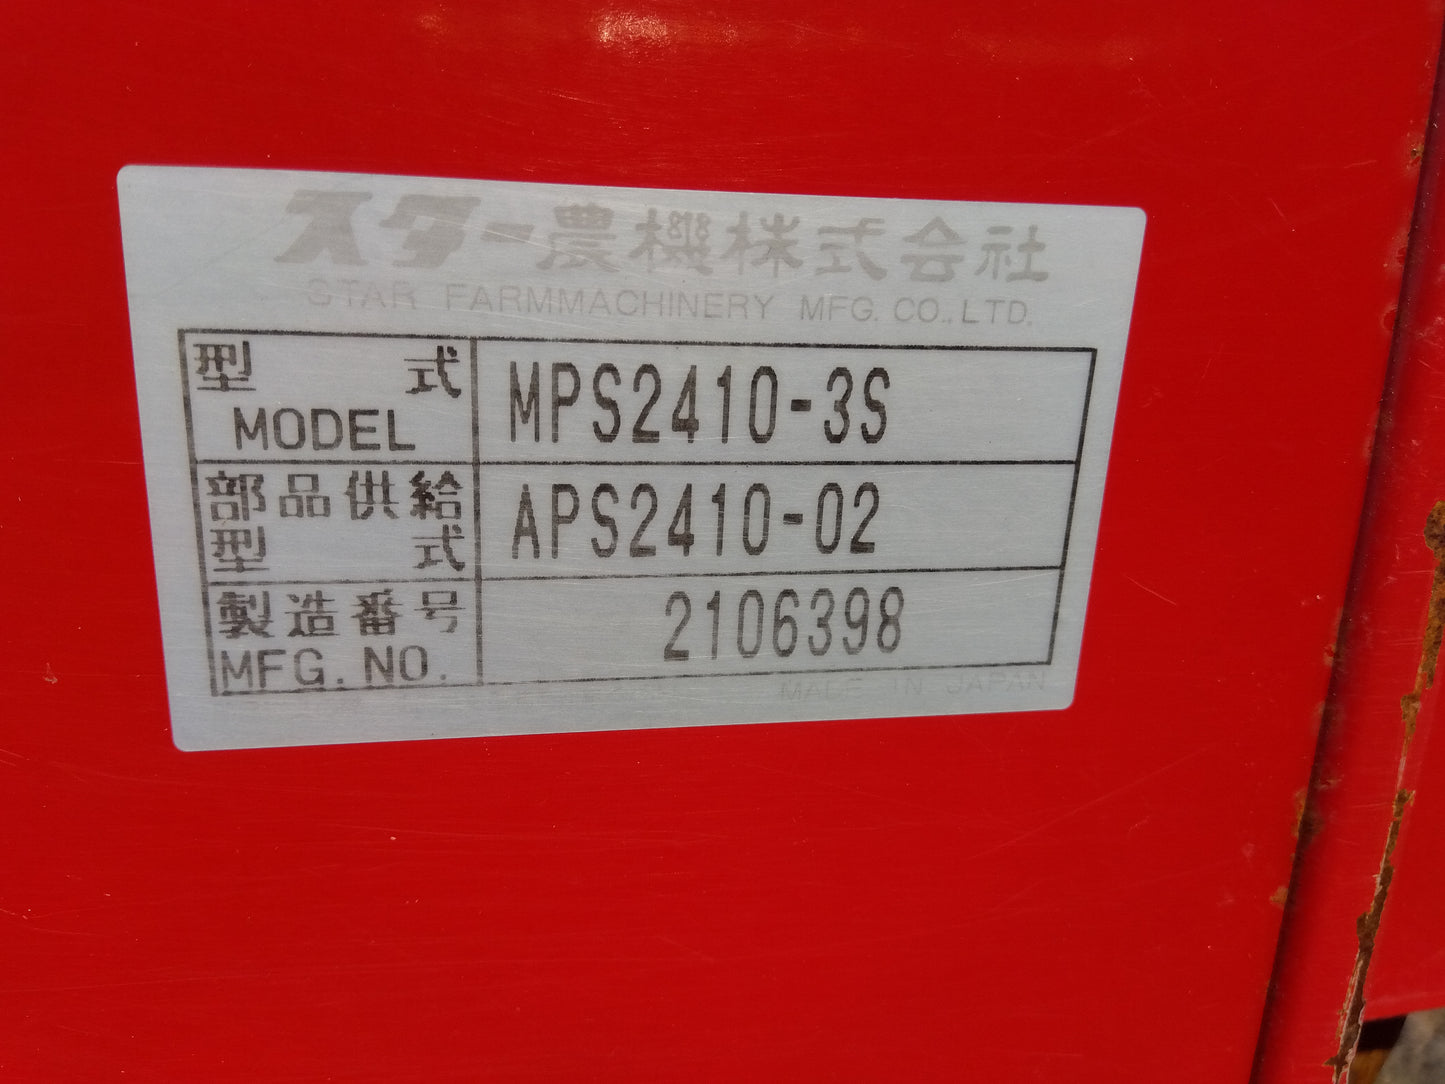 スター農機株式会社
STAR FARMMACHINERY MFG. CO., LTD.
型式 MPS2410-3S
MODEL
部品供給 APS2410-02
型式
製造番号 2106398
MFG. NO.
MADE IN JAPAN